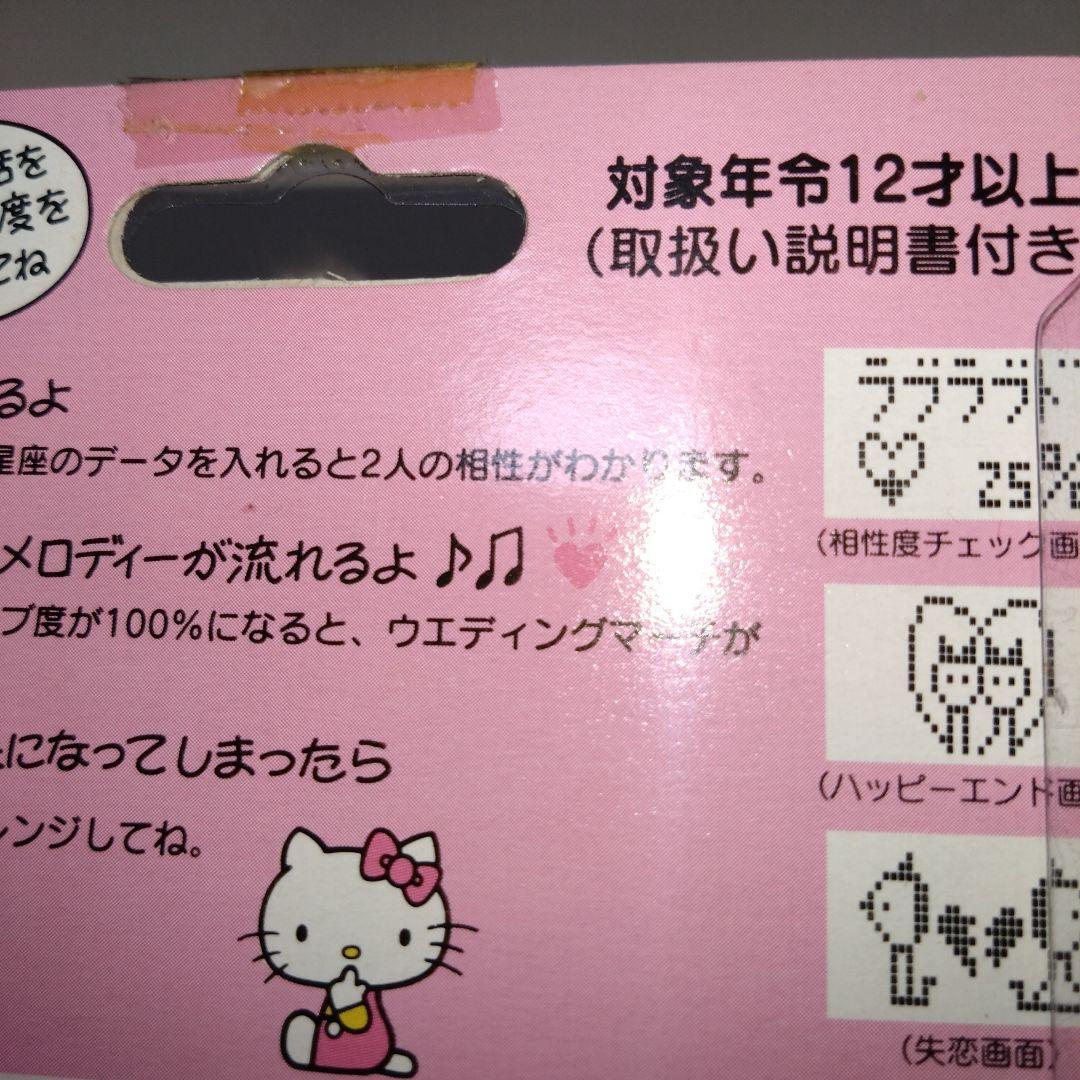 話を
度を
てね
対象年令12才以上
(取扱い説明書付き
るよ
星座のデータを入れると2人の相性がわかります。
メロディーが流れるよ♪♫
ブ度が100%になると、ウエディングマーチが
になってしまったら
レンジしてね。
ラブラブド
25%
(相性度チェック画
(ハッピーエンド画
(失恋画面)